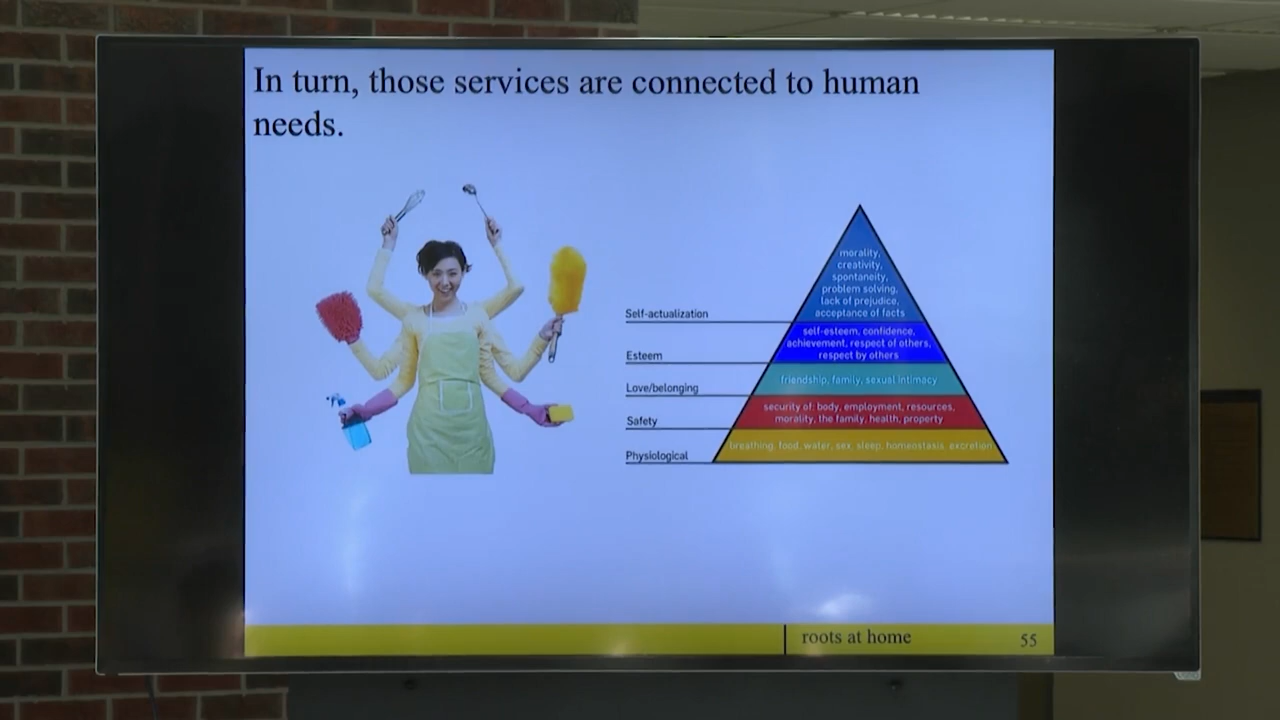 In turn, those services are connected to human
needs.
morality,
creativity,
spontaneity,
problem solving,
lack of prejudice,
acceptance of facts
Self-actualization
self-esteem, confidence,
achievement, respect of others,
respect by others
Esteem
friendship, family, sexual intimacy
Love/belonging
security of: body, employment, resources,
morality, the family, health, property
Safety
breathing, food, water, sex, sleep, homeostasis, excretion
Physiological
roots at home
55